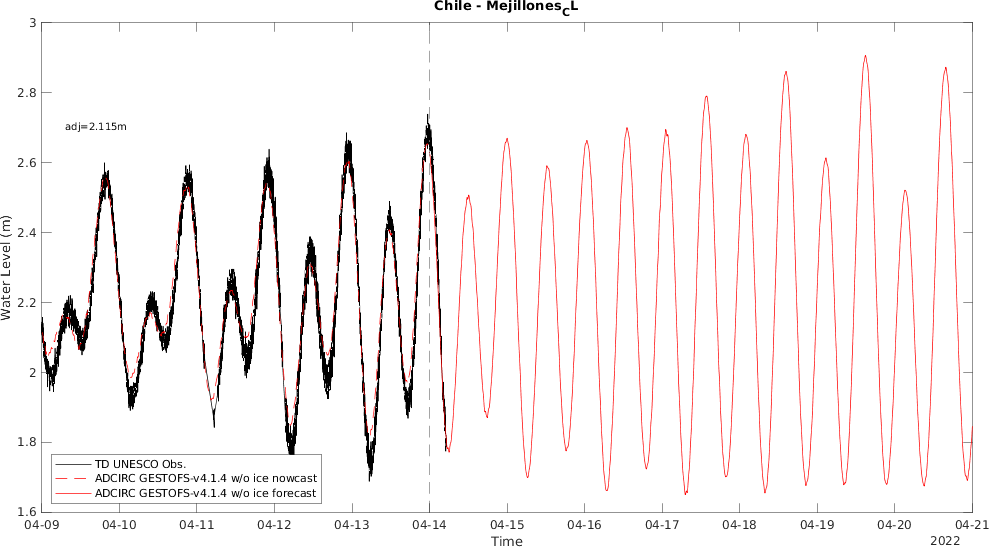 Chile - Mejillones_CL
3
2.8
2.6
2.4
2.2
2
1.8
1.6
Water Level (m)
adj=2.115m
TD UNESCO Obs.
ADCIRC GESTOFS-v4.1.4 w/o ice nowcast
ADCIRC GESTOFS-v4.1.4 w/o ice forecast
04-09 04-10 04-11 04-12 04-13 04-14 04-15 04-16 04-17 04-18 04-19 04-20 04-21
Time
2022